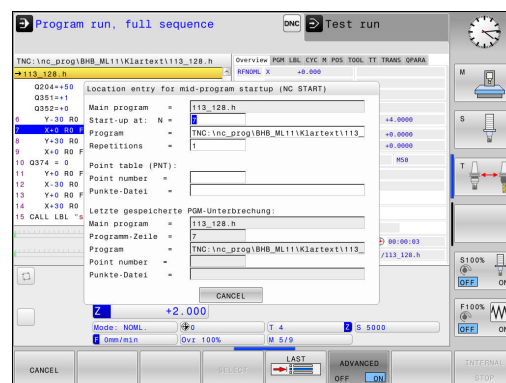 Program run, full sequence
DNC
Test run
TNC:\nc_prog\BHB_ML11\Klartext\113_128.h
Overview PGM LBL CYC M POS TOOL TT TRANS QPARA
→113_128.h
RFNOML X +0.000
Q204=+50
Q351=+1
Q352=+0
6 Y-30 R0
7 X+0 R0 F
8 Y+0 R0
9 X+0 R0 F
10 Q374 = 0
11 Y+0 R0 F
12 X-30 R0
13 Y+0 R0 F
14 X+30 R0
15 CALL LBL "s
Location entry for mid-program startup (NC START)
Main program = 113_128.h
Start-up at: N = 7
Program = TNC:\nc_prog\BHB_ML11\Klartext\113_
Repetitions = 1
Point table (PNT):
Point number =
Punkte-Datei =
Letzte gespeicherte PGM-Unterbrechung:
Main program = 113_128.h
Programm-Zeile = 7
Program = TNC:\nc_prog\BHB_ML11\Klartext\113_
Point number =
Punkte-Datei =
CANCEL
+4.0000
+0.0000
+0.0000
M50
00:00:03
/113_128.h
Z +2.000
Mode: NOML. 0 T 4 Z S 5000
F 0mm/min Ovr 100% M 5/9
M
S
T
S100%
OFF ON
F100%
OFF ON
CANCEL
SELECT
LAST
ADVANCED
OFF ON
INTERNAL
STOP